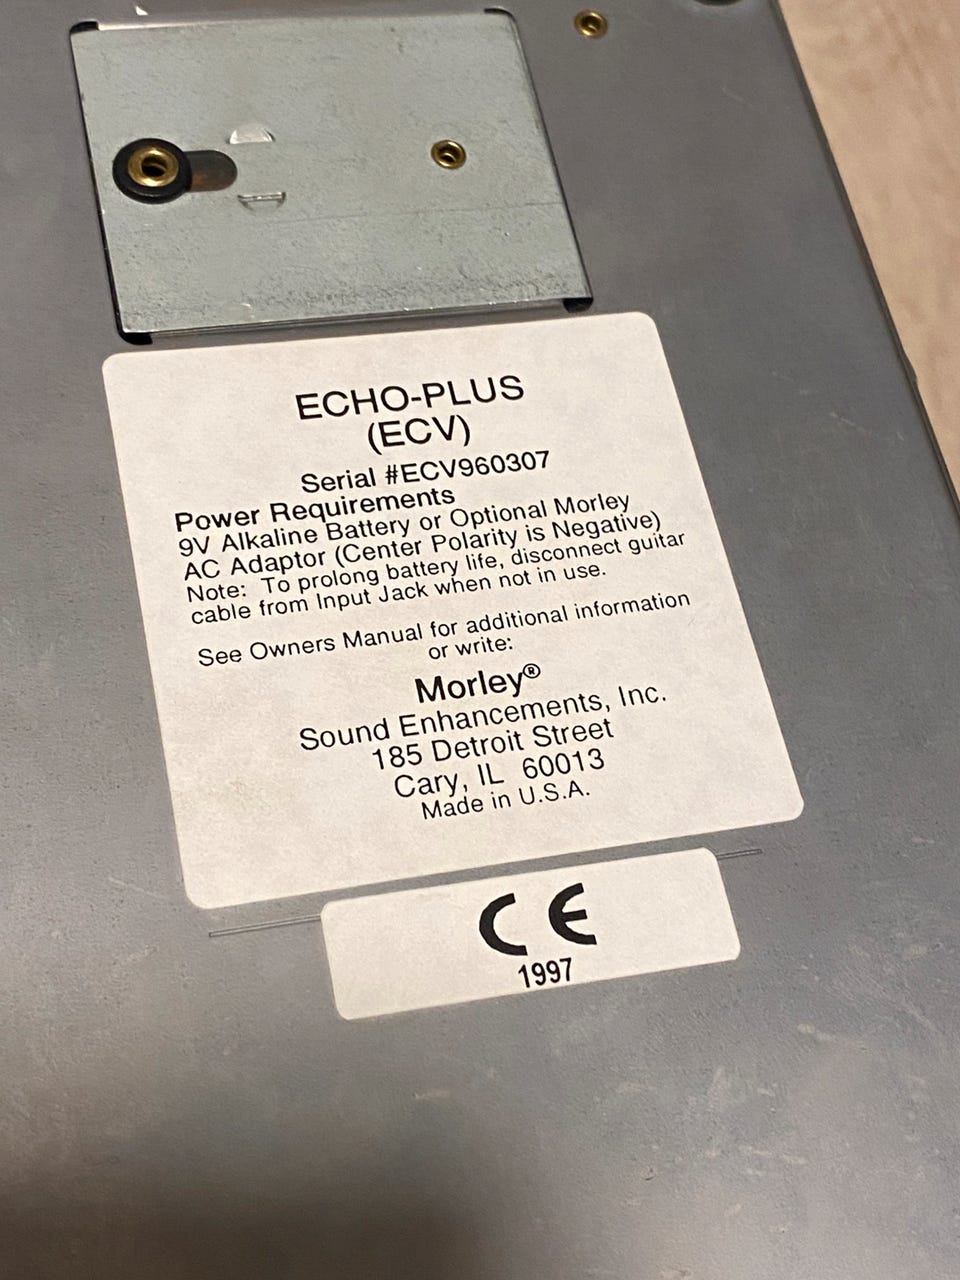 ECHO-PLUS
(ECV)
Serial #ECV960307
Power Requirements
9V Alkaline Battery or Optional Morley
AC Adaptor (Center Polarity is Negative)
Note: To prolong battery life, disconnect guitar
cable from Input Jack when not in use.
See Owners Manual for additional information
or write:
Morley®
Sound Enhancements, Inc.
185 Detroit Street
Cary, IL 60013
Made in U.S.A.
CE
1997